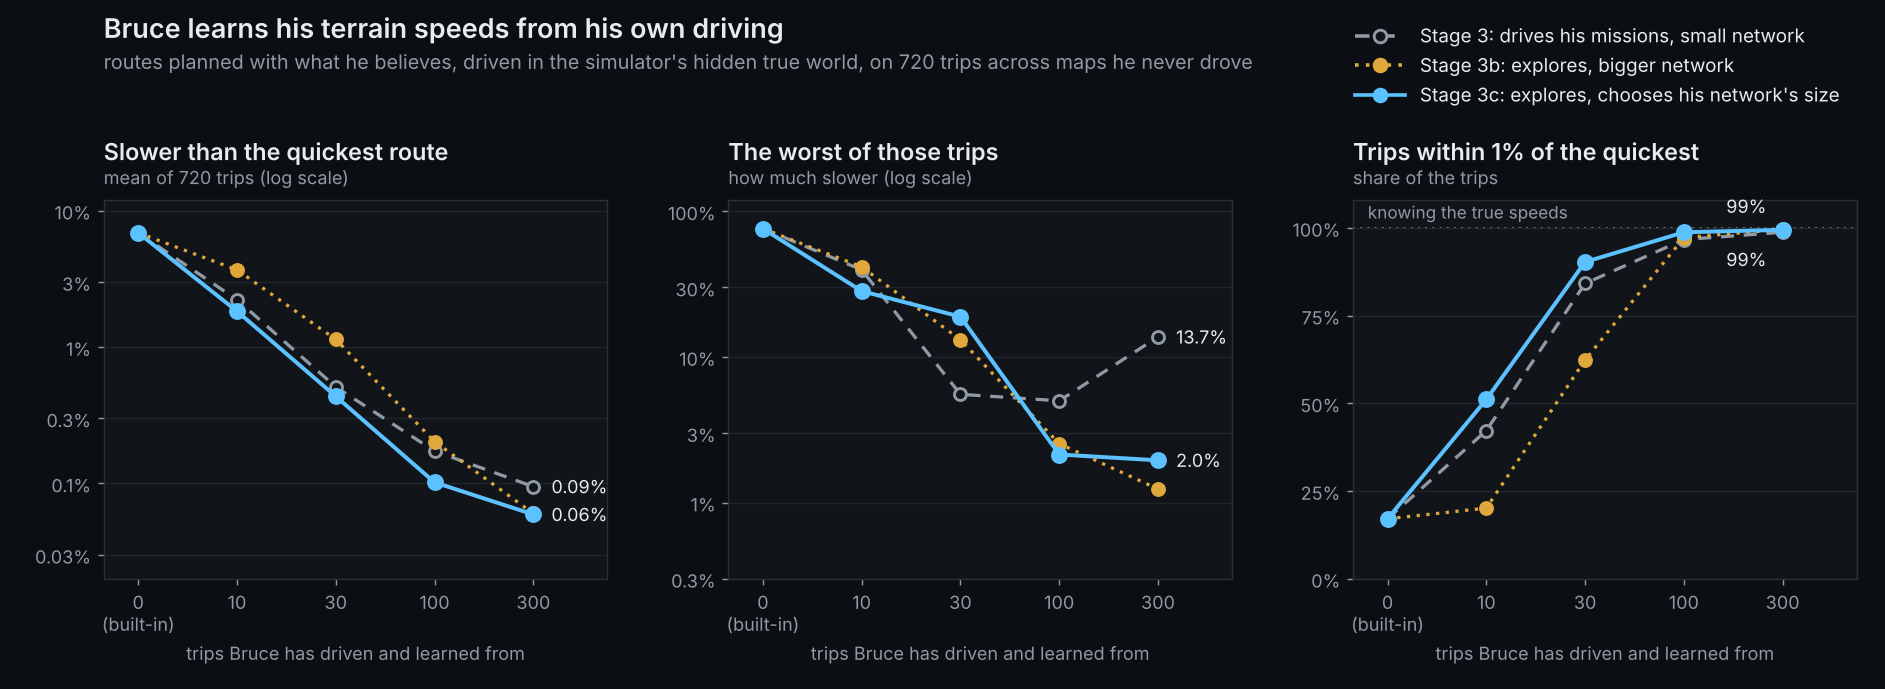 Bruce learns his terrain speeds from his own driving
routes planned with what he believes, driven in the simulator's hidden true world, on 720 trips across maps he never drove
Stage 3: drives his missions, small network
Stage 3b: explores, bigger network
Stage 3c: explores, chooses his network's size
Slower than the quickest route
mean of 720 trips (log scale)
10%
3%
1%
0.3%
0.1%
0.03%
0.09%
0.06%
0
10
30
100
300
(built-in)
trips Bruce has driven and learned from
The worst of those trips
how much slower (log scale)
100%
30%
10%
3%
1%
0.3%
13.7%
2.0%
0
10
30
100
300
(built-in)
trips Bruce has driven and learned from
Trips within 1% of the quickest
share of the trips
knowing the true speeds
99%
99%
100%
75%
50%
25%
0%
0
10
30
100
300
(built-in)
trips Bruce has driven and learned from